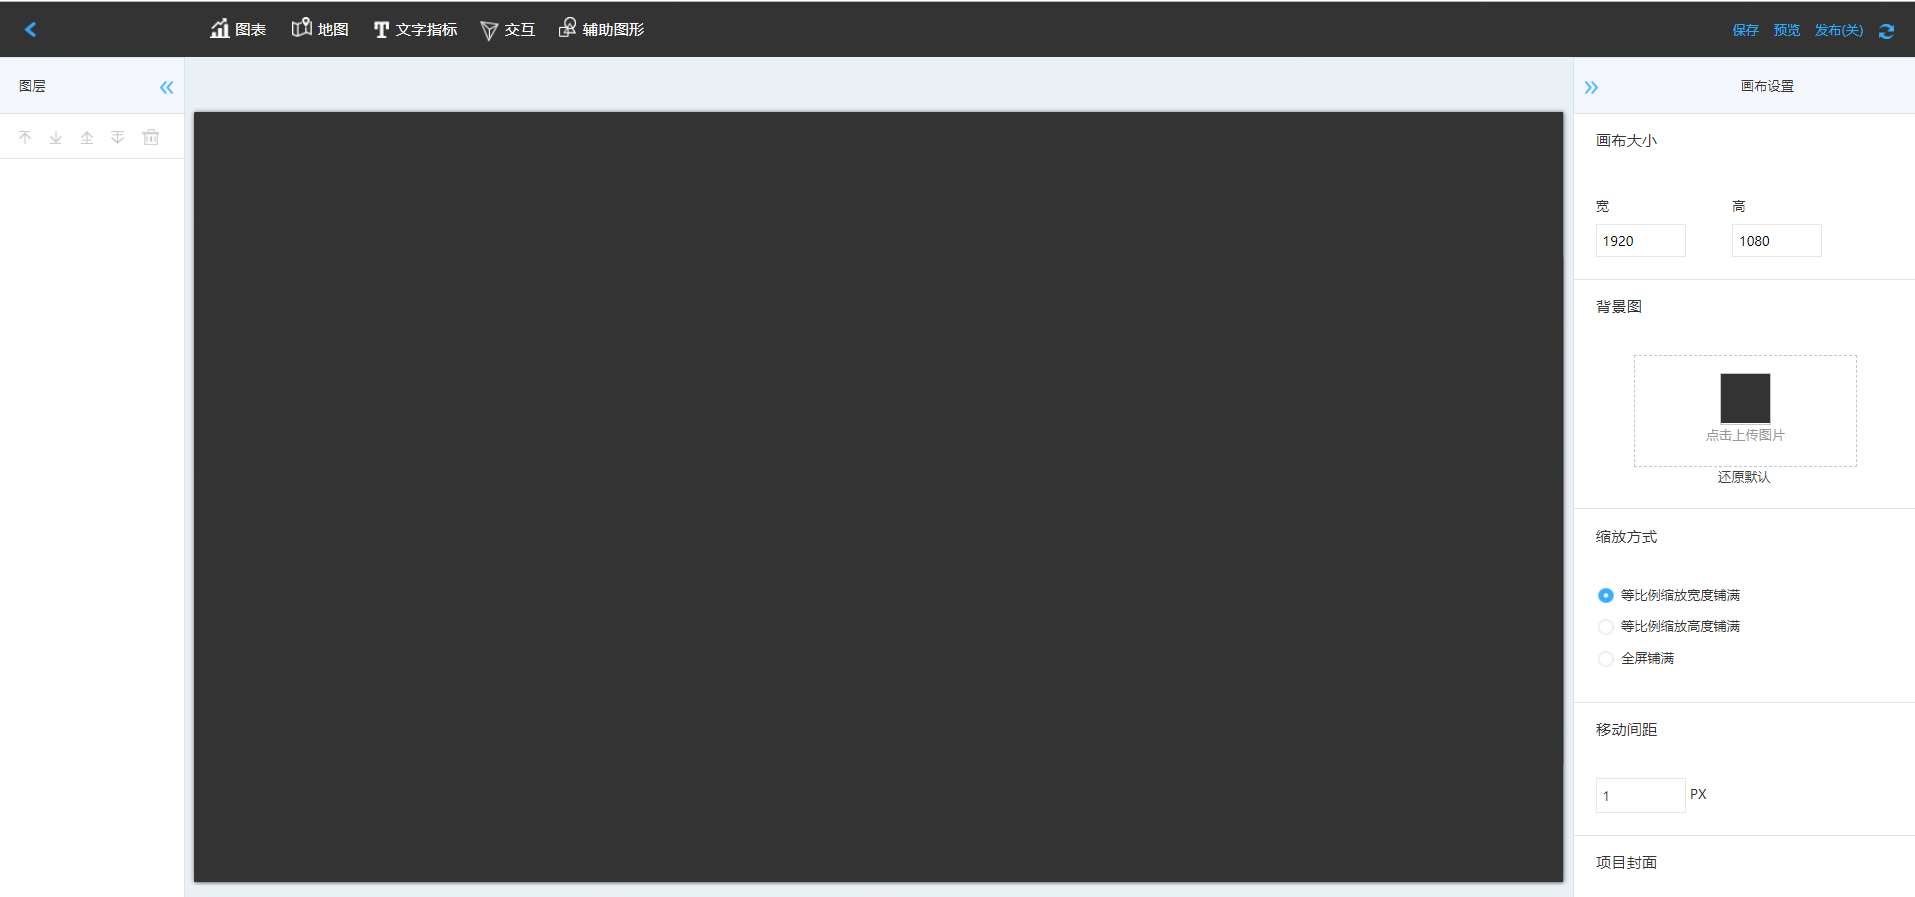 图表 地图 文字指标 交互 辅助图形 保存 预览 发布(关)
图层
画布设置
画布大小
宽 高
1920 1080
背景图
点击上传图片
还原默认
缩放方式
等比例缩放宽度铺满
等比例缩放高度铺满
全屏铺满
移动间距
1 PX
项目封面